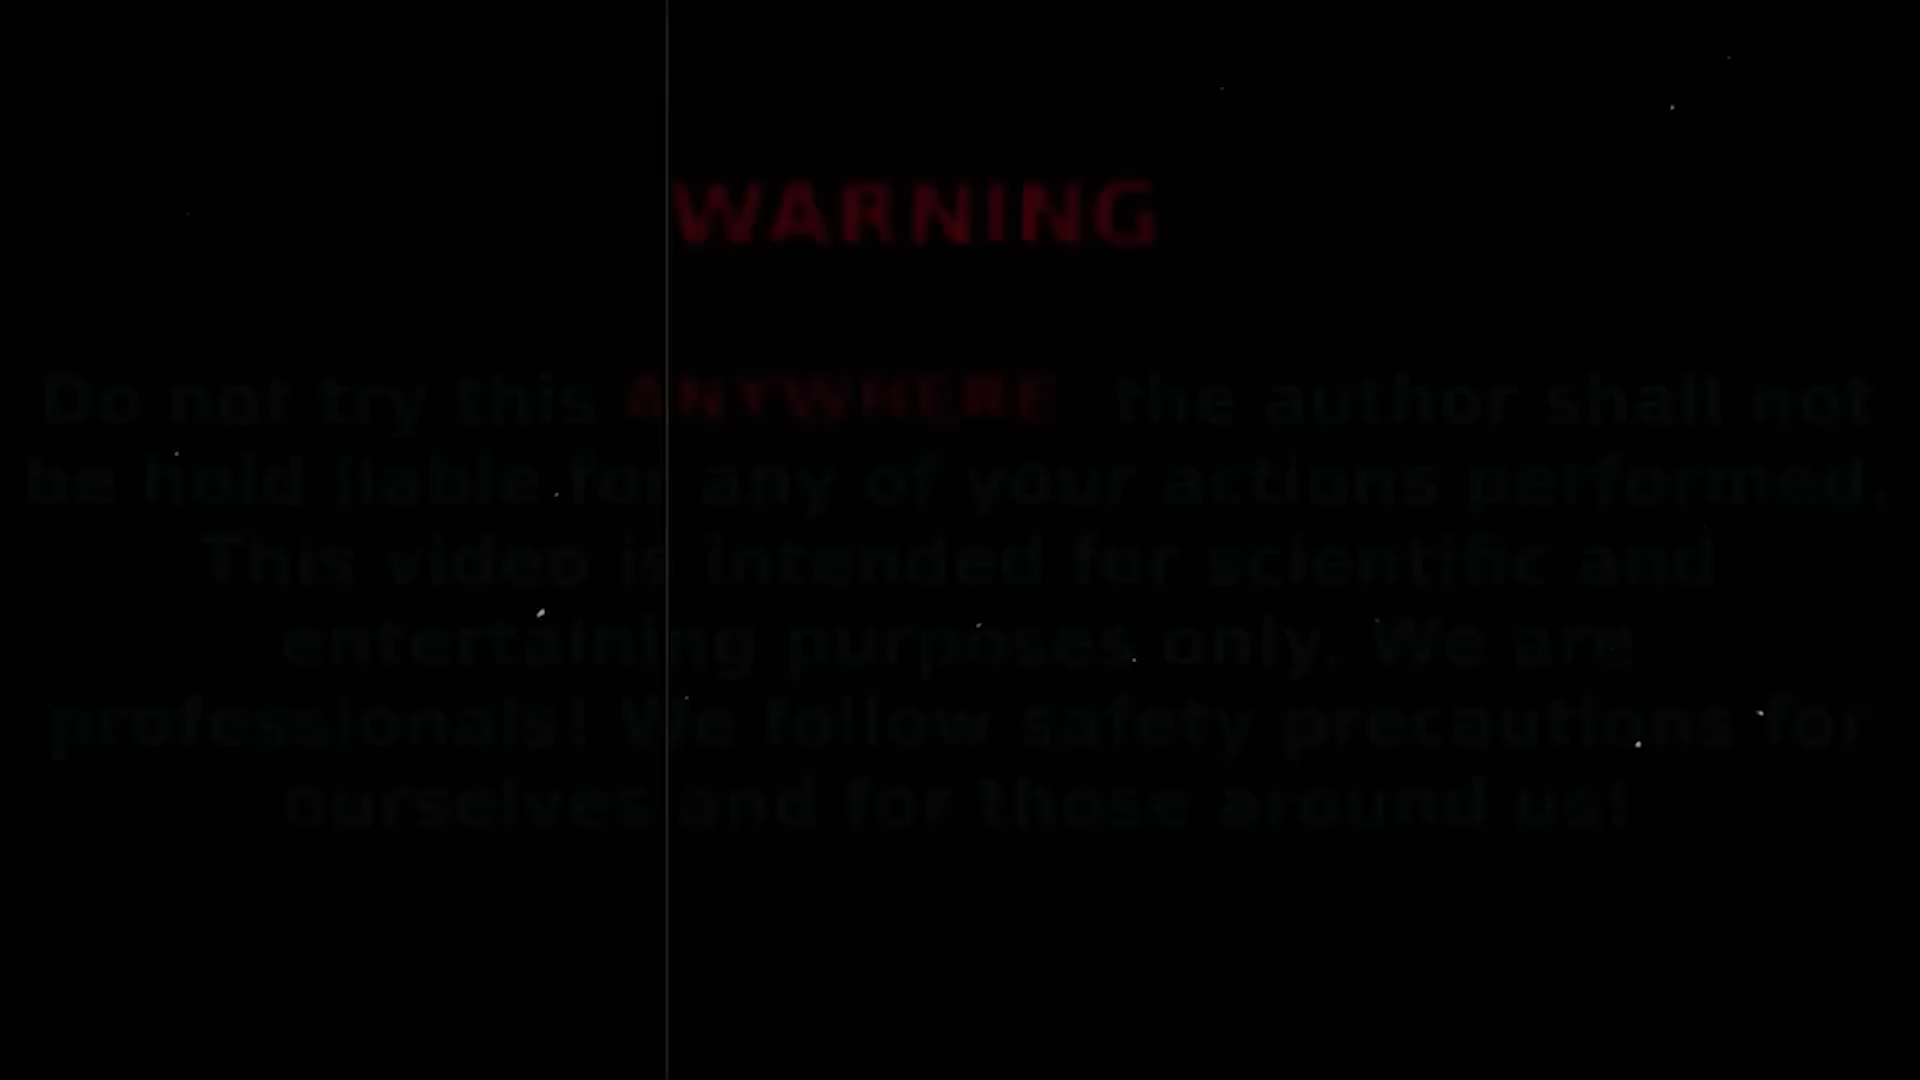 WARNING
Do not try this ANYWHERE the author shall not
be hold liable for any of your actions performed.
This video is intended for scientific and
entertaining purposes only. We are
professionals! We follow safety precautions for
ourselves and for those around us!